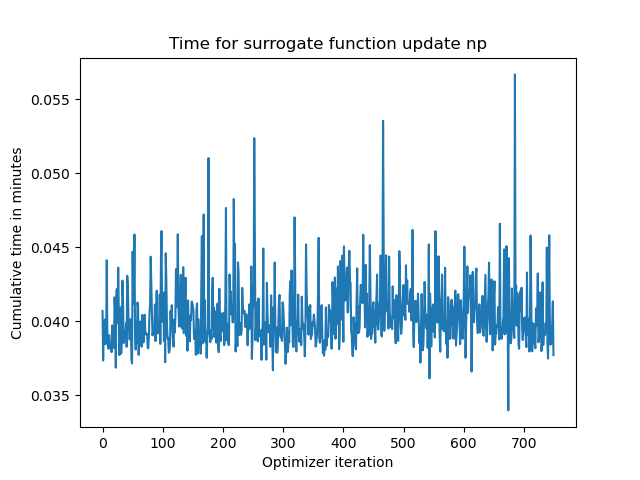 Time for surrogate function update np
Cumulative time in minutes
0.055
0.050
0.045
0.040
0.035
0 100 200 300 400 500 600 700
Optimizer iteration